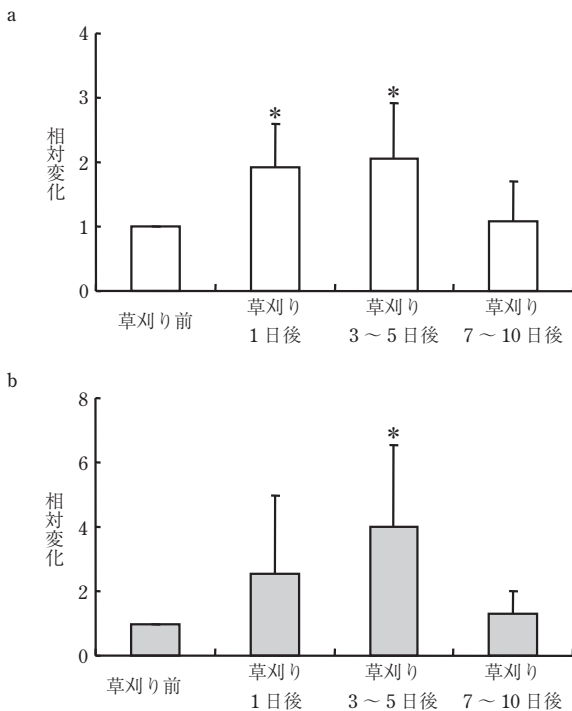 a
4
3
2
1
0
相対変化
*
*
草刈り前
草刈り
1日後
草刈り
3～5日後
草刈り
7～10日後
b
8
6
4
2
0
相対変化
*
草刈り前
草刈り
1日後
草刈り
3～5日後
草刈り
7～10日後